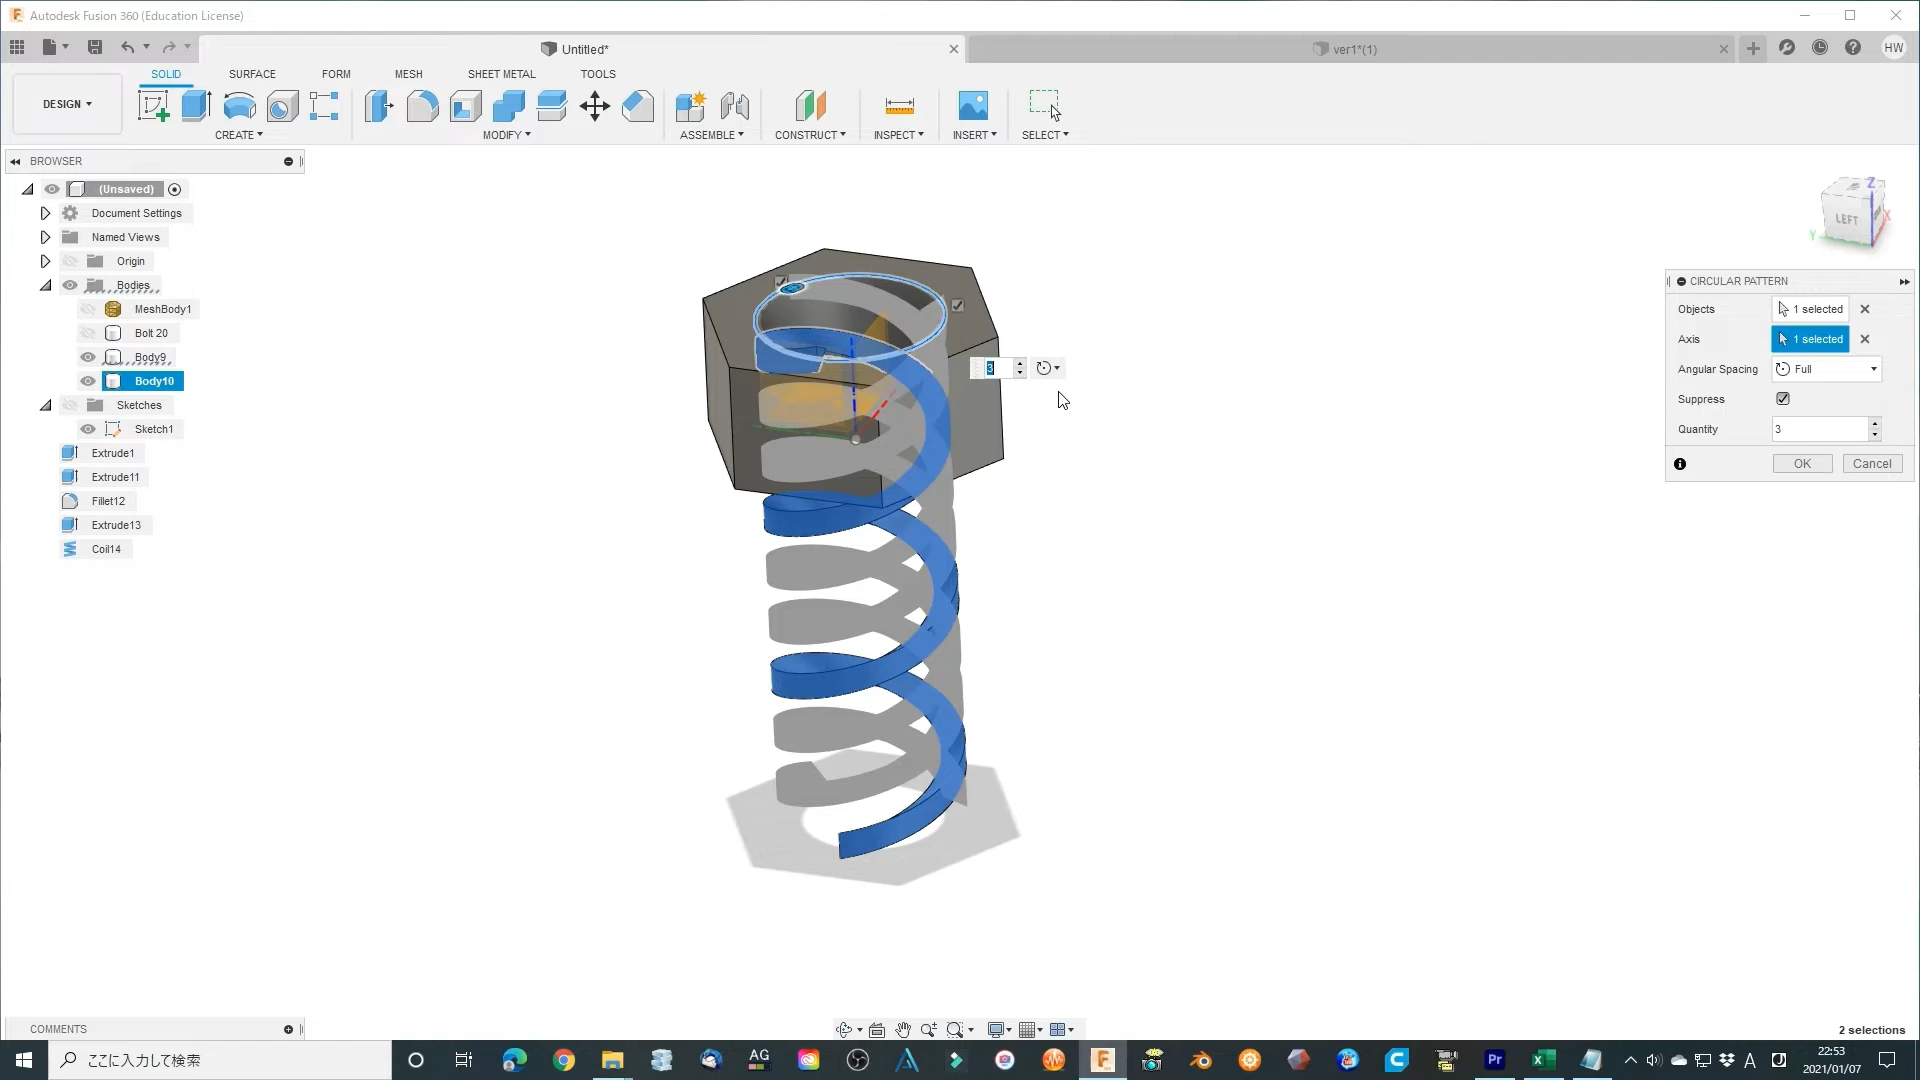 Autodesk Fusion 360 (Education License)
Untitled*
ver1*(1)
HW
DESIGN
SOLID
SURFACE
FORM
MESH
SHEET METAL
TOOLS
CREATE
MODIFY
ASSEMBLE
CONSTRUCT
INSPECT
INSERT
SELECT
BROWSER
(Unsaved)
Document Settings
Named Views
Origin
Bodies
MeshBody1
Bolt 20
Body9
Body10
Sketches
Sketch1
Extrude1
Extrude11
Fillet12
Extrude13
Coil14
3
Z
LEFT
X
Y
CIRCULAR PATTERN
Objects
1 selected
Axis
1 selected
Angular Spacing
Full
Suppress
Quantity
3
OK
Cancel
COMMENTS
2 selections
ここに入力して検索
AG
Pr
A
22:53
2021/01/07